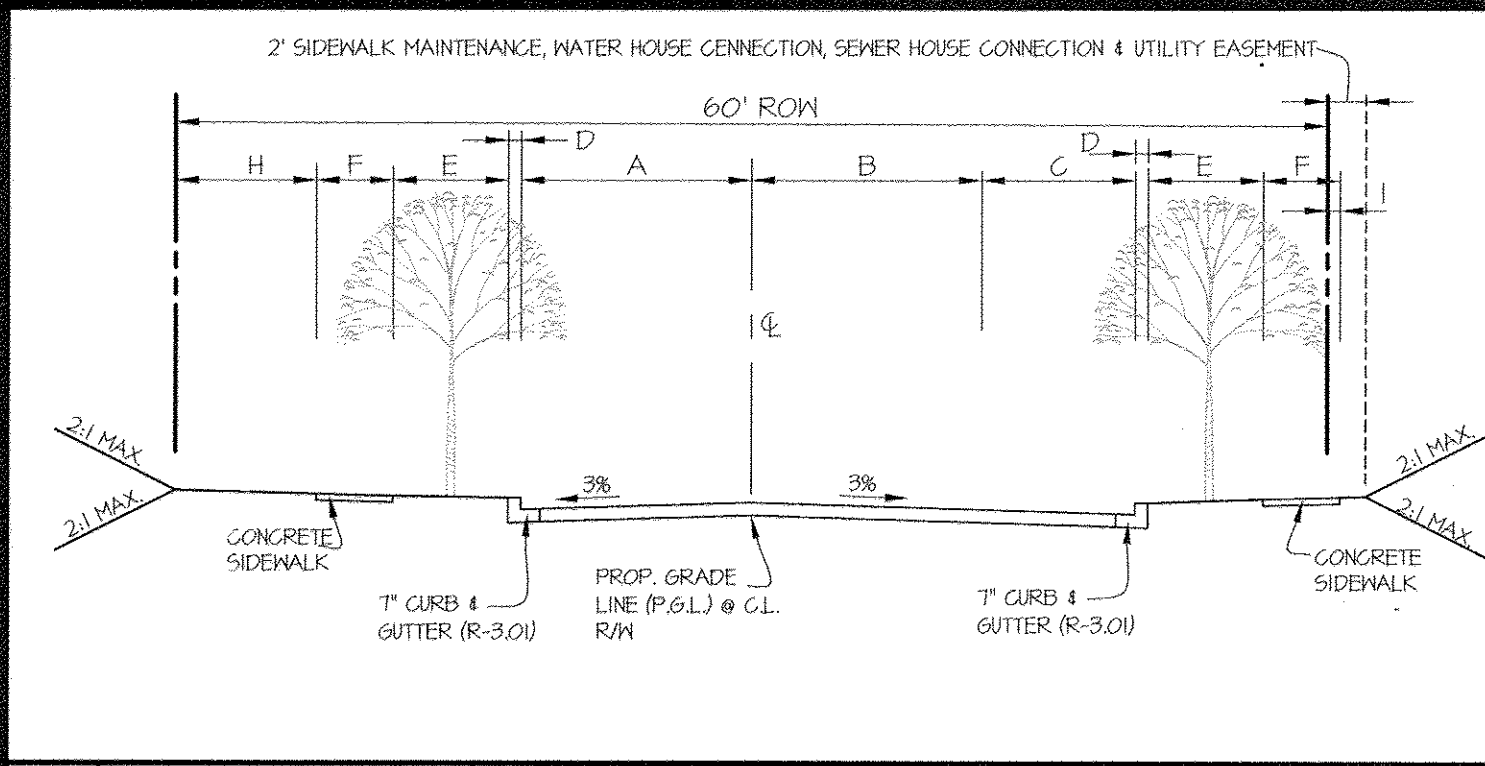 2' SIDEWALK MAINTENANCE, WATER HOUSE CENNECTION, SEWER HOUSE CONNECTION & UTILITY EASEMENT
60' ROW
D
D
H
F
E
A
B
C
E
F
I
℄
2:1 MAX.
2:1 MAX.
3%
3%
2:1 MAX.
2:1 MAX.
CONCRETE
SIDEWALK
7" CURB &
GUTTER (R-3.01)
PROP. GRADE
LINE (P.G.L.) @ C.L.
R/W
7" CURB &
GUTTER (R-3.01)
CONCRETE
SIDEWALK